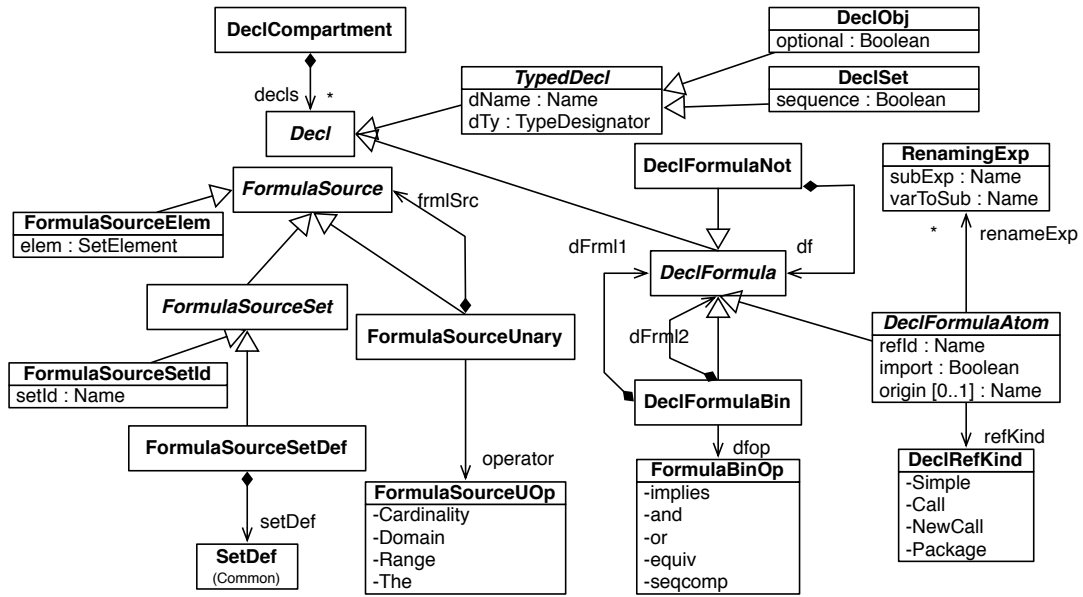 DeclCompartment
decls
*
Decl
TypedDecl
dName : Name
dTy : TypeDesignator
DeclObj
optional : Boolean
DeclSet
sequence : Boolean
FormulaSource
frmlSrc
FormulaSourceElem
elem : SetElement
FormulaSourceSet
FormulaSourceUnary
FormulaSourceSetId
setId : Name
FormulaSourceSetDef
setDef
SetDef
(Common)
operator
FormulaSourceUOp
-Cardinality
-Domain
-Range
-The
DeclFormulaNot
df
dFrml1
DeclFormula
dFrml2
DeclFormulaBin
dfop
FormulaBinOp
-implies
-and
-or
-equiv
-seqcomp
RenamingExp
subExp : Name
varToSub : Name
*
renameExp
DeclFormulaAtom
refId : Name
import : Boolean
origin [0..1] : Name
refKind
DeclRefKind
-Simple
-Call
-NewCall
-Package